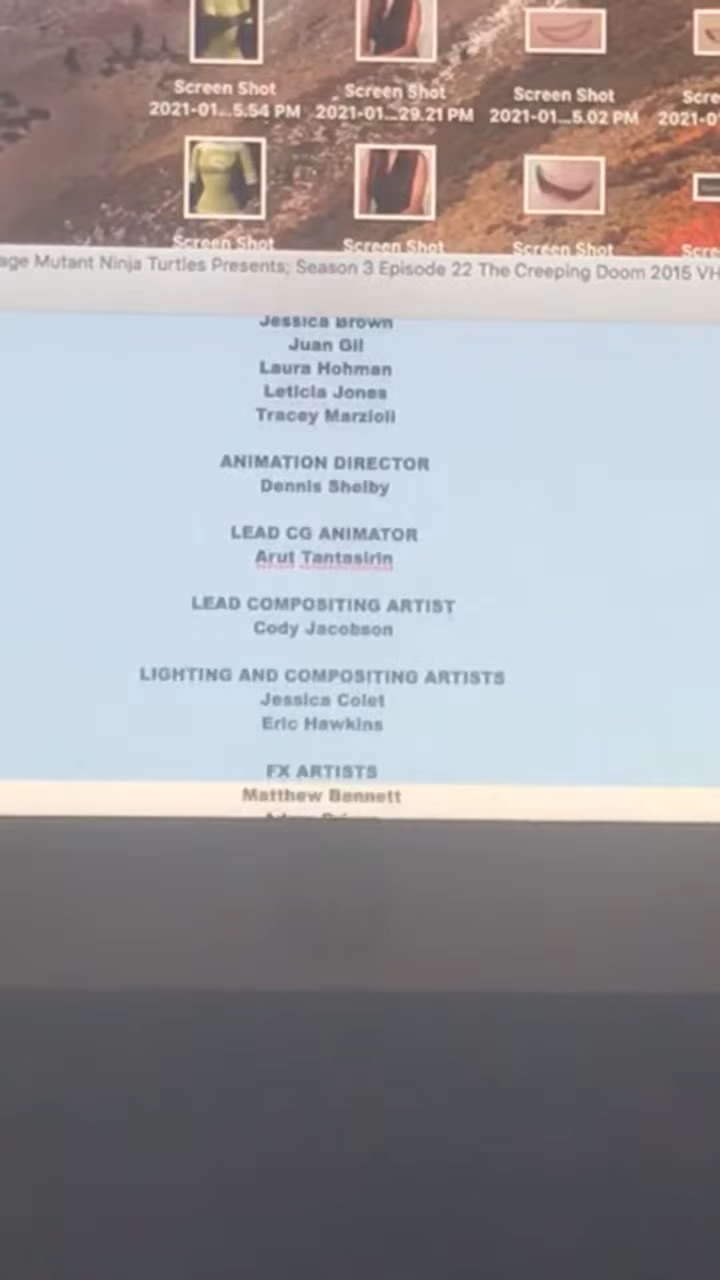 Screen Shot
2021-01...5.54 PM
Screen Shot
2021-01...29.21 PM
Screen Shot
2021-01...5.02 PM
Scre
2021-0
Screen Shot
Screen Shot
Screen Shot
Scre
age Mutant Ninja Turtles Presents; Season 3 Episode 22 The Creeping Doom 2015 VH
Jessica Brown
Juan Gil
Laura Hohman
Leticia Jones
Tracey Marzioli
ANIMATION DIRECTOR
Dennis Shelby
LEAD CG ANIMATOR
Arut Tantasirin
LEAD COMPOSITING ARTIST
Cody Jacobson
LIGHTING AND COMPOSITING ARTISTS
Jessica Colet
Eric Hawkins
FX ARTISTS
Matthew Bennett